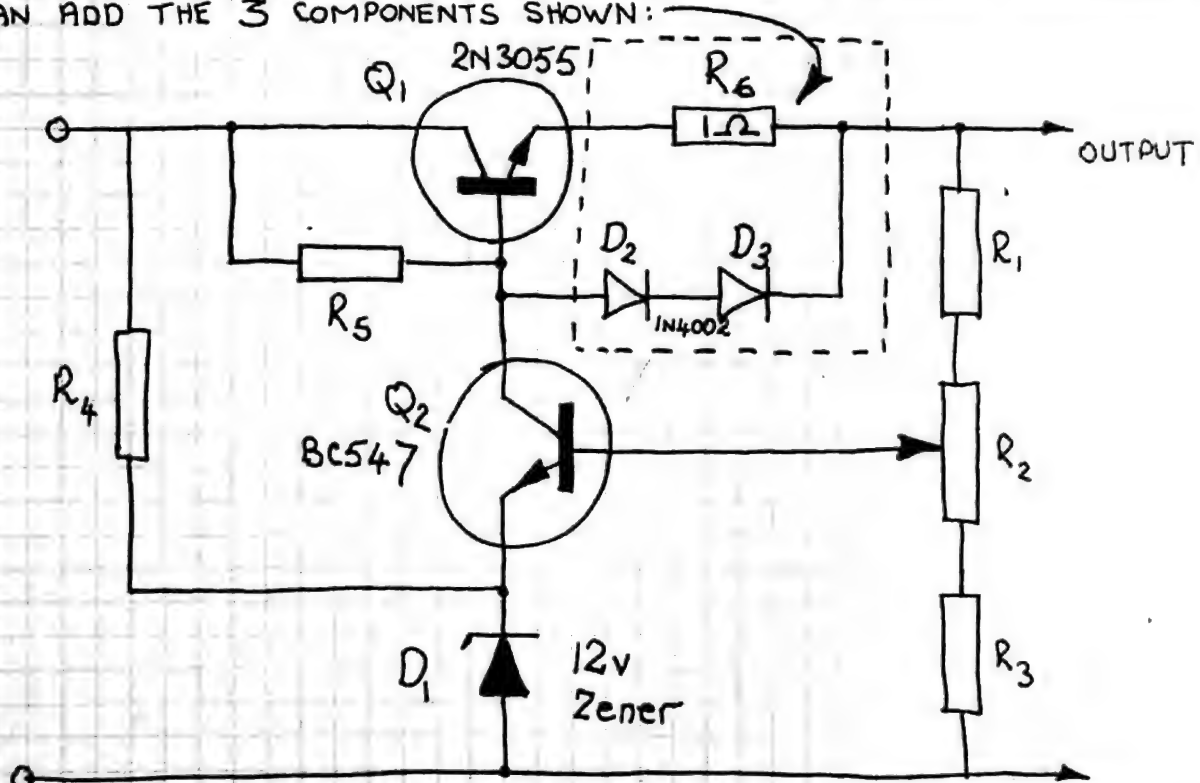 AN ADD THE 3 COMPONENTS SHOWN:
2N3055
Q1
R6
1Ω
OUTPUT
D2
D3
R1
R5
1N4002
R4
Q2
BC547
R2
D1
12v
Zener
R3